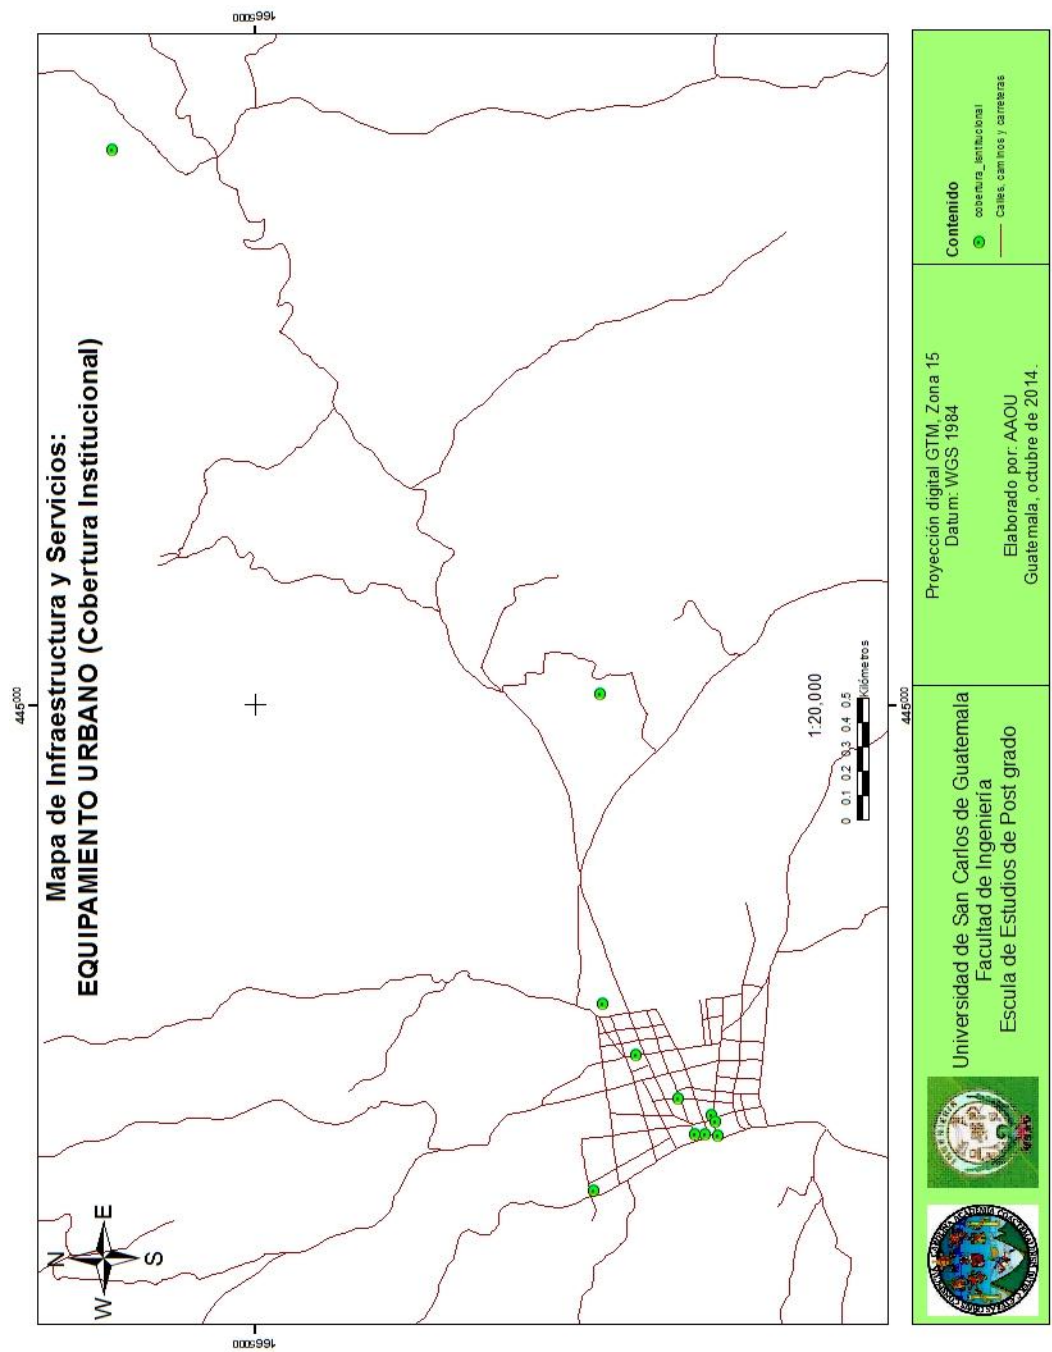 Mapa de Infraestructura y Servicios:
EQUIPAMIENTO URBANO (Cobertura Institucional)
N
W
E
S
445000
445000
1665000
1665000
1:20,000
0 0.1 0.2 0.3 0.4 0.5
Kilómetros
Universidad de San Carlos de Guatemala
Facultad de Ingeniería
Escula de Estudios de Post grado
Proyección digital GTM, Zona 15
Datum: WGS 1984
Elaborado por: AAOU
Guatemala, octubre de 2014.
Contenido
cobertura_isntitucional
Calles, caminos y carreteras